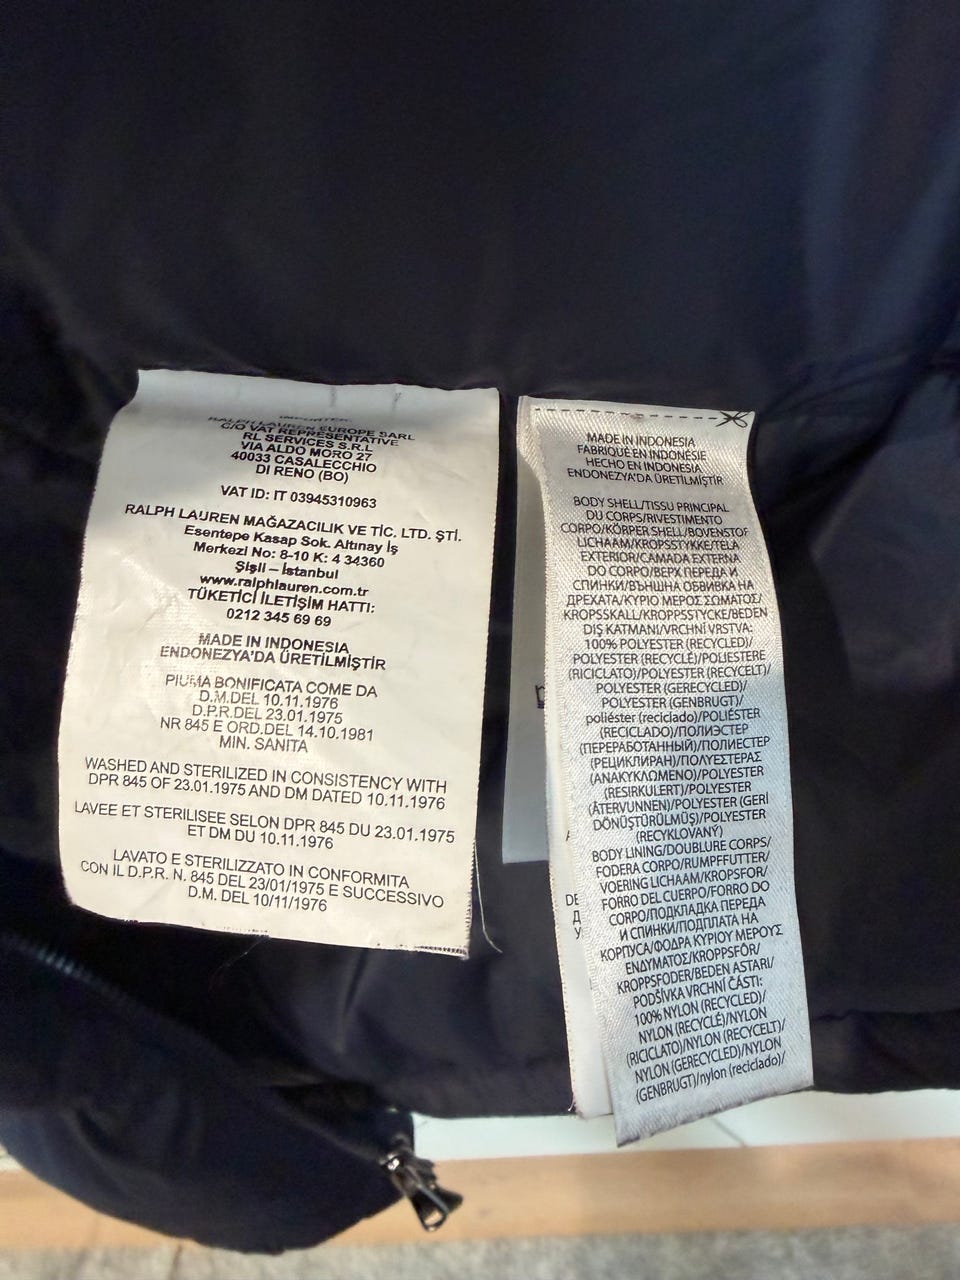 IMPORTER:
RALPH LAUREN EUROPE SARL
C/O VAT REPRESENTATIVE
RL SERVICES S.R.L
VIA ALDO MORO 27
40033 CASALECCHIO
DI RENO (BO)
VAT ID: IT 03945310963
RALPH LAUREN MAĞAZACILIK VE TİC. LTD. ŞTİ.
Esentepe Kasap Sok. Altınay İş
Merkezi No: 8-10 K: 4 34360
Şişli – İstanbul
www.ralphlauren.com.tr
TÜKETİCİ İLETİŞİM HATTI:
0212 345 69 69
MADE IN INDONESIA
ENDONEZYA'DA ÜRETİLMİŞTİR
PIUMA BONIFICATA COME DA
D.M.DEL 10.11.1976
D.P.R.DEL 23.01.1975
NR 845 E ORD.DEL 14.10.1981
MIN. SANITA
WASHED AND STERILIZED IN CONSISTENCY WITH
DPR 845 OF 23.01.1975 AND DM DATED 10.11.1976
LAVEE ET STERILISEE SELON DPR 845 DU 23.01.1975
ET DM DU 10.11.1976
LAVATO E STERILIZZATO IN CONFORMITA
CON IL D.P.R. N. 845 DEL 23/01/1975 E SUCCESSIVO
D.M. DEL 10/11/1976
MADE IN INDONESIA
FABRIQUÉ EN INDONÉSIE
HECHO EN INDONESIA
ENDONEZYA'DA ÜRETİLMİŞTİR
BODY SHELL/TISSU PRINCIPAL
DU CORPS/RIVESTIMENTO
CORPO/KÖRPER SHELL/BOVENSTOF
LICHAAM/KROPSSTYKKE/TELA
EXTERIOR/CAMADA EXTERNA
DO CORPO/ВЕРХ ПЕРЕДА И
СПИНКИ/ВЪНШНА ОБВИВКА НА
ДРЕХАТА/ΚΥΡΙΟ ΜΕΡΟΣ ΣΩΜΑΤΟΣ/
KROPSSKALL/KROPPSSTYCKE/BEDEN
DIŞ KATMANI/VRCHNÍ VRSTVA:
100% POLYESTER (RECYCLED)/
POLYESTER (RECYCLÉ)/POLIESTERE
(RICICLATO)/POLYESTER (RECYCELT)/
POLYESTER (GERECYCLED)/
POLYESTER (GENBRUGT)/
poliéster (reciclado)/POLIÉSTER
(RECICLADO)/ПОЛИЭСТЕР
(ПЕРЕРАБОТАННЫЙ)/ПОЛИЕСТЕР
(РЕЦИКЛИРАН)/ΠΟΛΥΕΣΤΕΡΑΣ
(ΑΝΑΚΥΚΛΩΜΕΝΟ)/POLYESTER
(RESIRKULERT)/POLYESTER
(ÅTERVUNNEN)/POLYESTER (GERİ
DÖNÜŞTÜRÜLMÜŞ)/POLYESTER
(RECYKLOVANÝ)
BODY LINING/DOUBLURE CORPS/
FODERA CORPO/RUMPFFUTTER/
VOERING LICHAAM/KROPSFOR/
FORRO DEL CUERPO/FORRO DO
CORPO/ПОДКЛАДКА ПЕРЕДА
И СПИНКИ/ПОДПЛАТА НА
КОРПУСА/ΦΟΔΡΑ ΚΥΡΙΟΥ ΜΕΡΟΥΣ
ΕΝΔΥΜΑΤΟΣ/KROPPSFÔR/
KROPPSFODER/BEDEN ASTARI/
PODŠÍVKA VRCHNÍ ČÁSTI:
100% NYLON (RECYCLED)/
NYLON (RECYCLÉ)/NYLON
(RICICLATO)/NYLON (RECYCELT)/
NYLON (GERECYCLED)/NYLON
(GENBRUGT)/nylon (reciclado)/